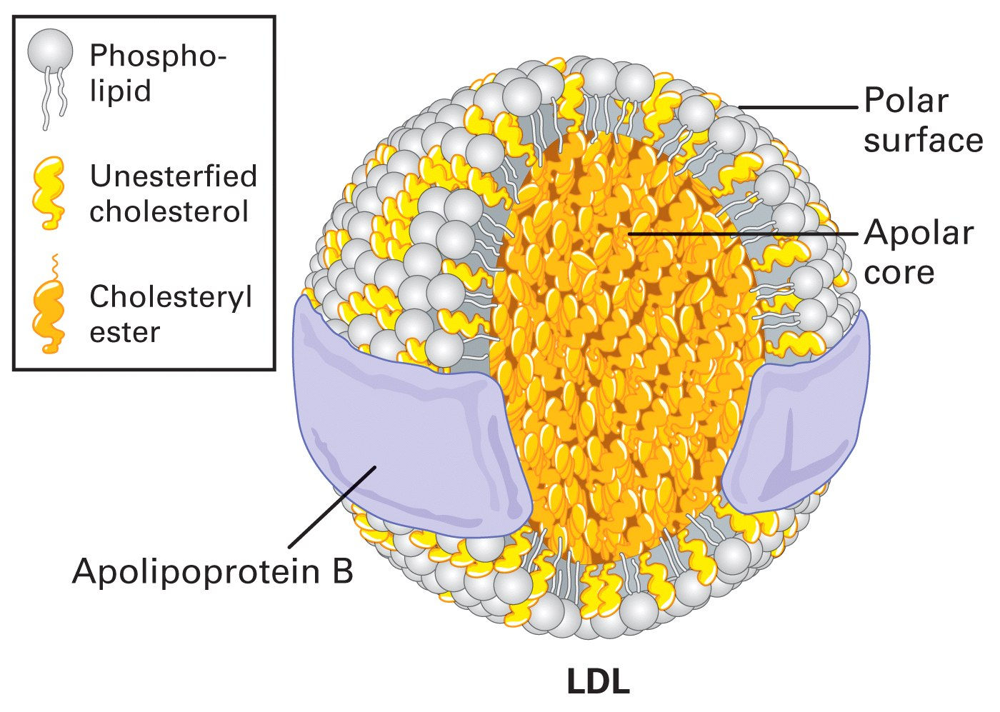 Phospho-
lipid
Unesterfied
cholesterol
Cholesteryl
ester
Polar
surface
Apolar
core
Apolipoprotein B
LDL